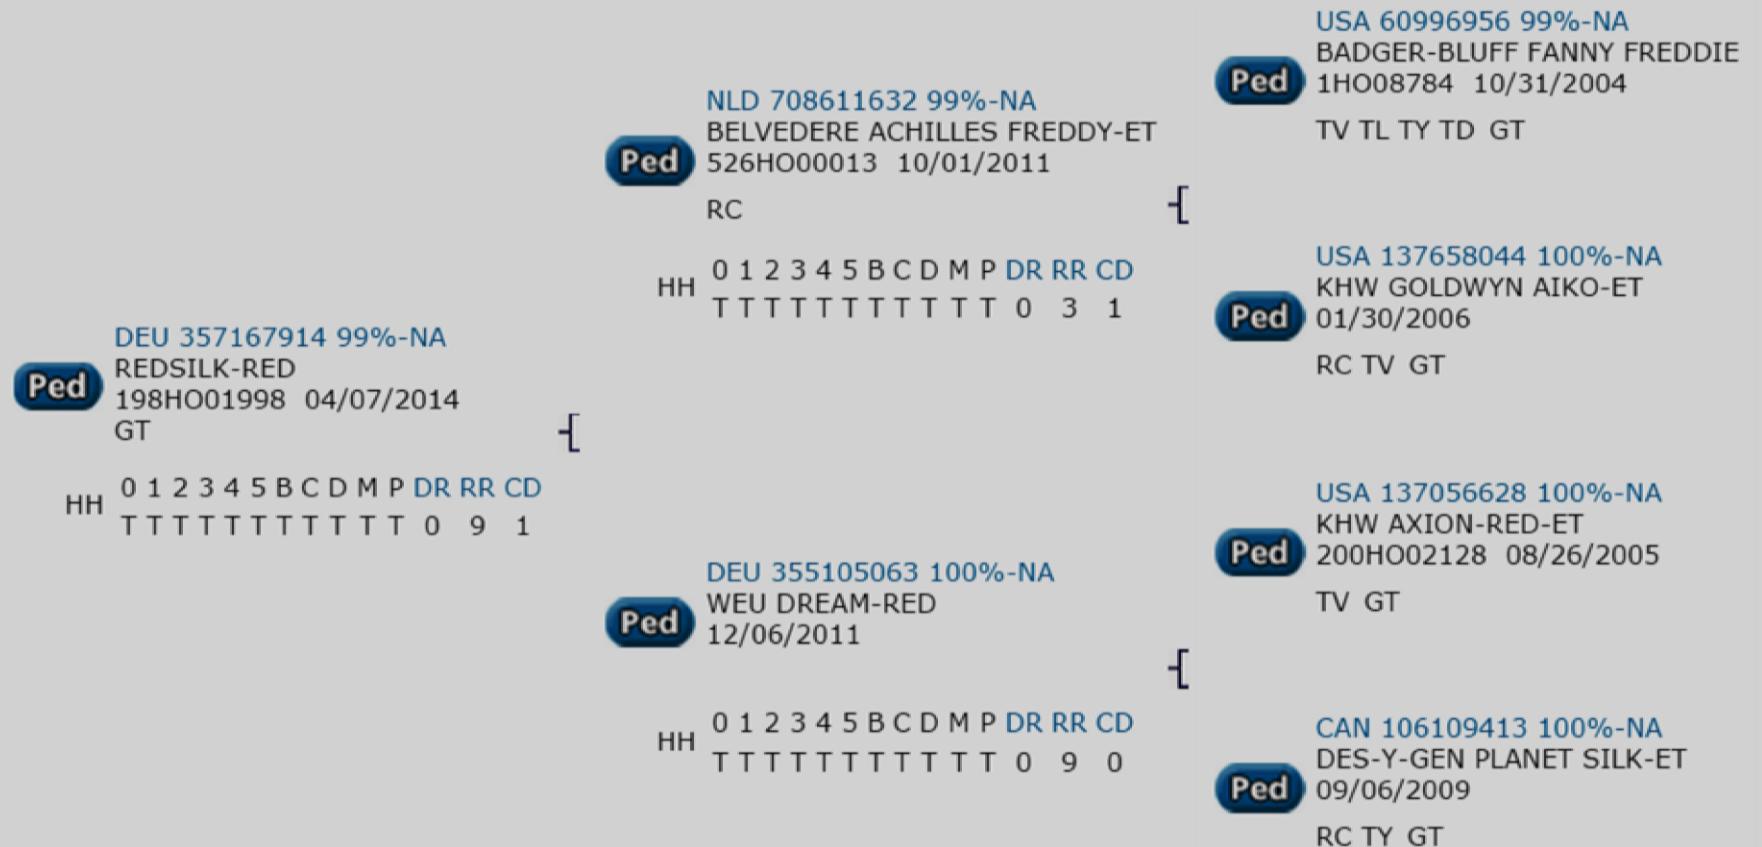 Ped
DEU 357167914 99%-NA
REDSILK-RED
198HO01998 04/07/2014
GT
HH
0 1 2 3 4 5 B C D M P DR RR CD
T T T T T T T T T T T 0 9 1
{
Ped
NLD 708611632 99%-NA
BELVEDERE ACHILLES FREDDY-ET
526HO00013 10/01/2011
RC
HH
0 1 2 3 4 5 B C D M P DR RR CD
T T T T T T T T T T T 0 3 1
{
Ped
DEU 355105063 100%-NA
WEU DREAM-RED
12/06/2011
HH
0 1 2 3 4 5 B C D M P DR RR CD
T T T T T T T T T T T 0 9 0
{
Ped
USA 60996956 99%-NA
BADGER-BLUFF FANNY FREDDIE
1HO08784 10/31/2004
TV TL TY TD GT
Ped
USA 137658044 100%-NA
KHW GOLDWYN AIKO-ET
01/30/2006
RC TV GT
Ped
USA 137056628 100%-NA
KHW AXION-RED-ET
200HO02128 08/26/2005
TV GT
Ped
CAN 106109413 100%-NA
DES-Y-GEN PLANET SILK-ET
09/06/2009
RC TY GT